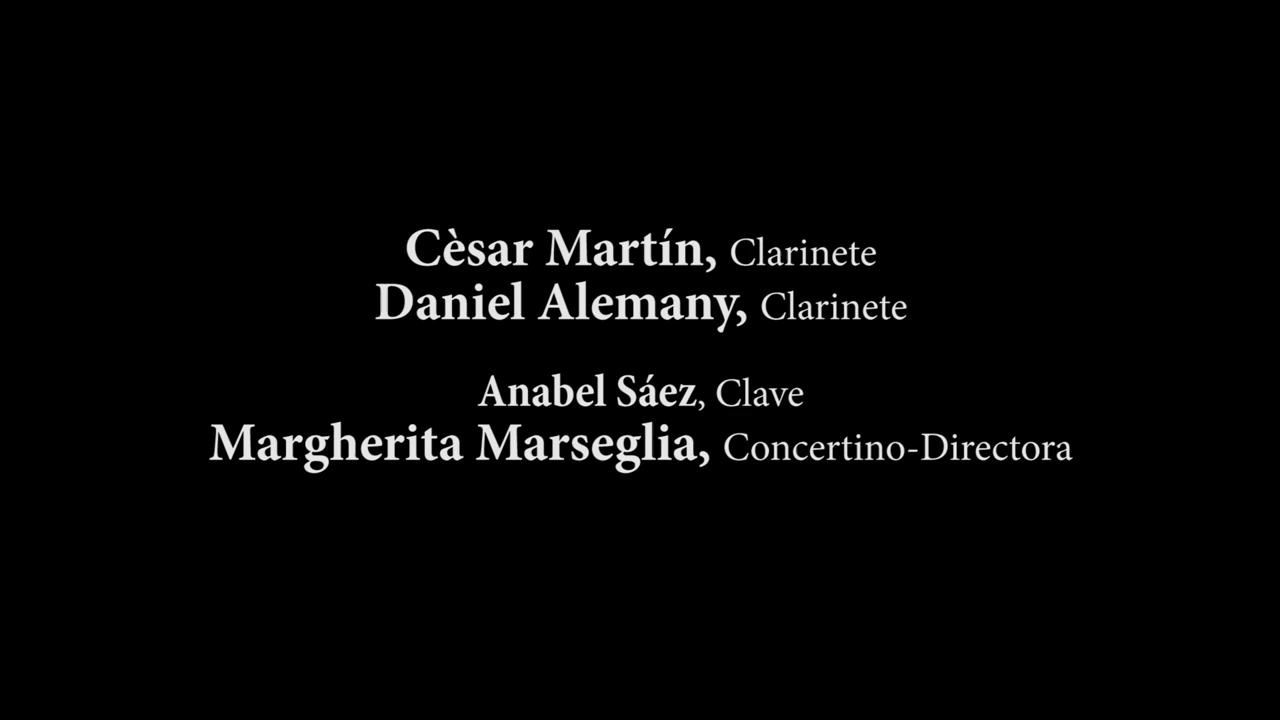 Cèsar Martín, Clarinete
Daniel Alemany, Clarinete
Anabel Sáez, Clave
Margherita Marseglia, Concertino-Directora